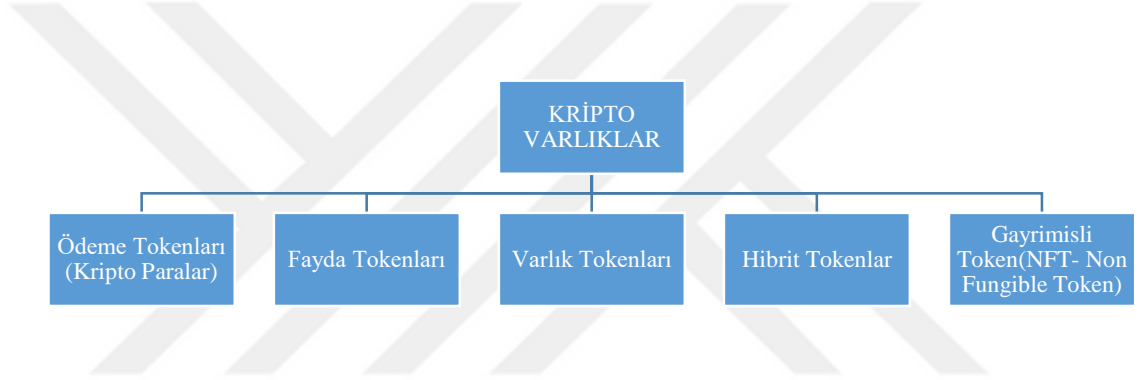 KRİPTO
VARLIKLAR
Ödeme Tokenları
(Kripto Paralar)
Fayda Tokenları
Varlık Tokenları
Hibrit Tokenlar
Gayrimisli
Token(NFT- Non
Fungible Token)